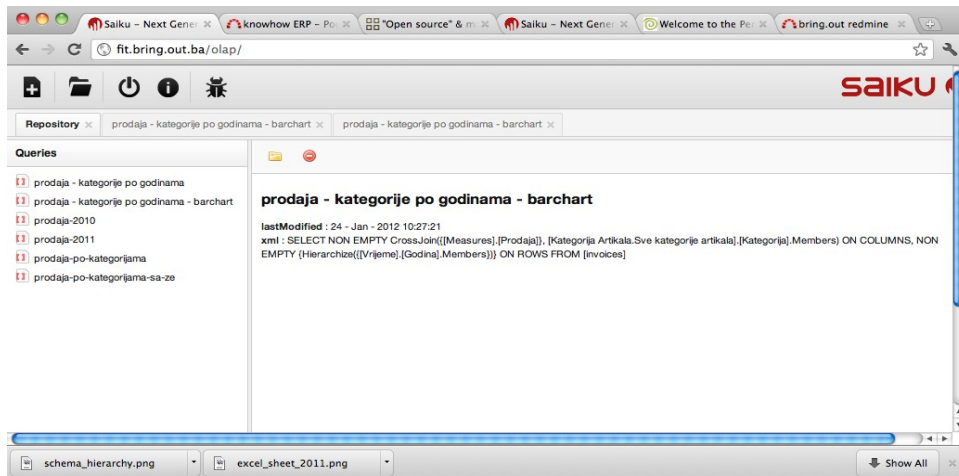 Saiku – Next Gener
knowhow ERP – Po
"Open source" & m
Saiku – Next Gener
Welcome to the Per
bring.out redmine
fit.bring.out.ba/olap/
saiku
Repository
prodaja - kategorije po godinama - barchart
prodaja - kategorije po godinama - barchart
Queries
prodaja - kategorije po godinama
prodaja - kategorije po godinama - barchart
prodaja-2010
prodaja-2011
prodaja-po-kategorijama
prodaja-po-kategorijama-sa-ze
prodaja - kategorije po godinama - barchart
lastModified : 24 - Jan - 2012 10:27:21
xml : SELECT NON EMPTY CrossJoin({[Measures].[Prodaja]}, [Kategorija Artikala.Sve kategorije artikala].[Kategorija].Members) ON COLUMNS, NON
EMPTY {Hierarchize({[Vrijeme].[Godina].Members})} ON ROWS FROM [invoices]
schema_hierarchy.png
excel_sheet_2011.png
Show All